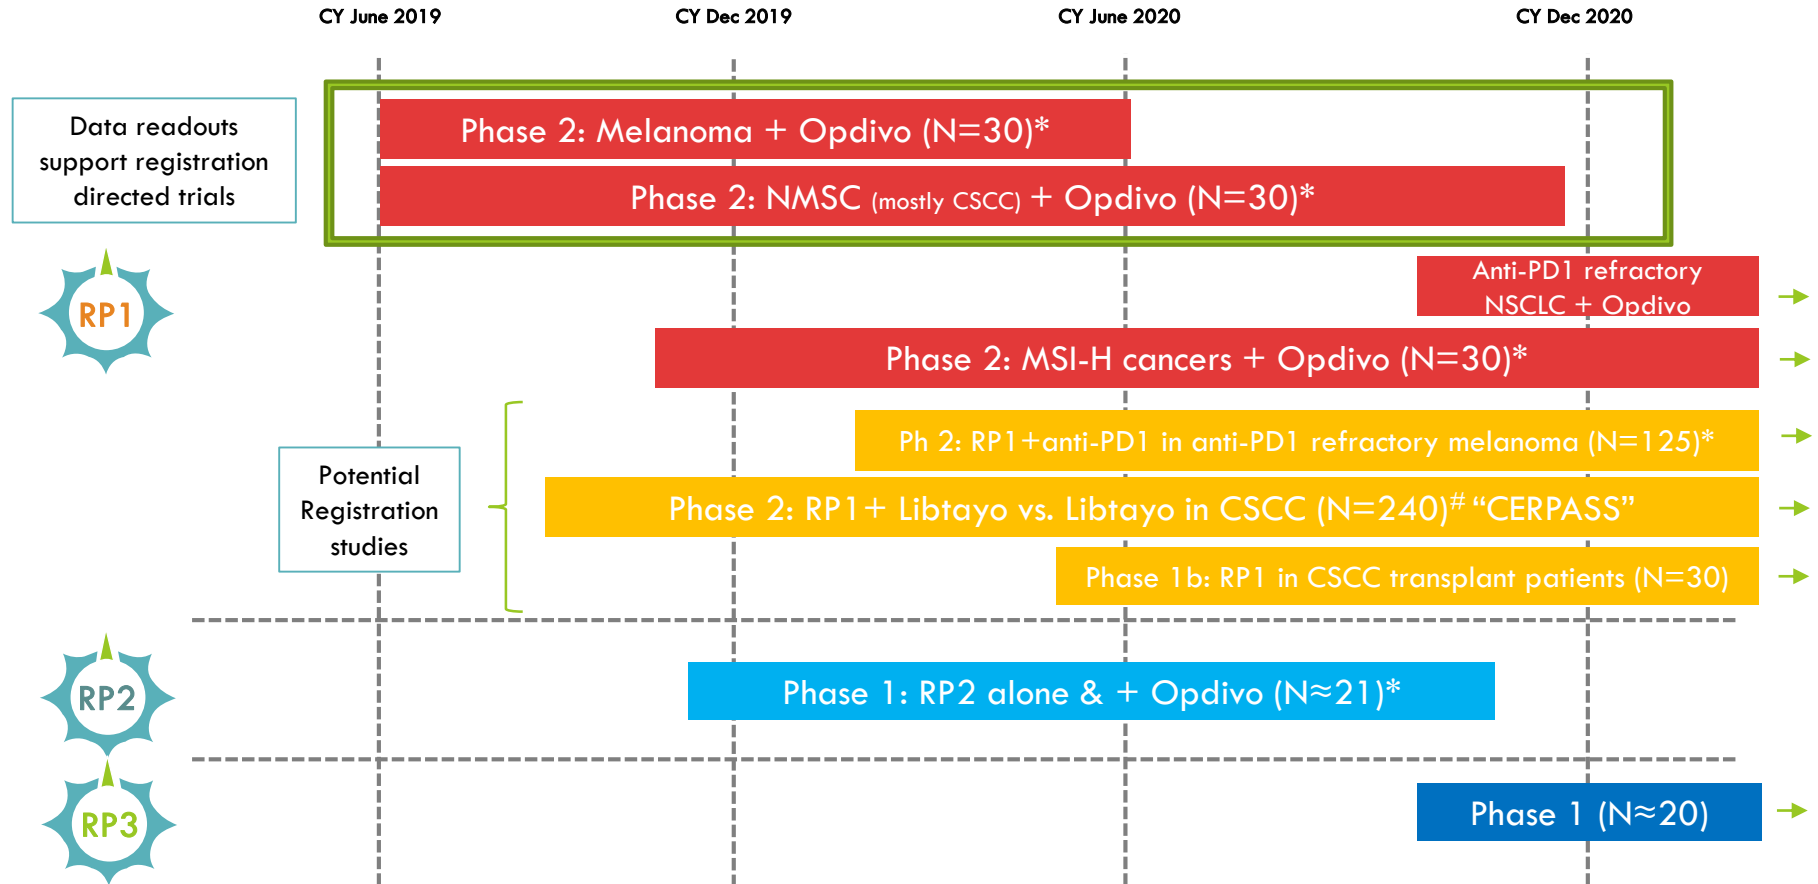 CY June 2019
CY Dec 2019
CY June 2020
CY Dec 2020
Data readouts
support registration
directed trials
Phase 2: Melanoma + Opdivo (N=30)*
Phase 2: NMSC (mostly CSCC) + Opdivo (N=30)*
RP1
Anti-PD1 refractory
NSCLC + Opdivo
Phase 2: MSI-H cancers + Opdivo (N=30)*
Potential
Registration
studies
Ph 2: RP1+anti-PD1 in anti-PD1 refractory melanoma (N=125)*
Phase 2: RP1+ Libtayo vs. Libtayo in CSCC (N=240)# “CERPASS”
Phase 1b: RP1 in CSCC transplant patients (N=30)
RP2
Phase 1: RP2 alone & + Opdivo (N≈21)*
RP3
Phase 1 (N≈20)